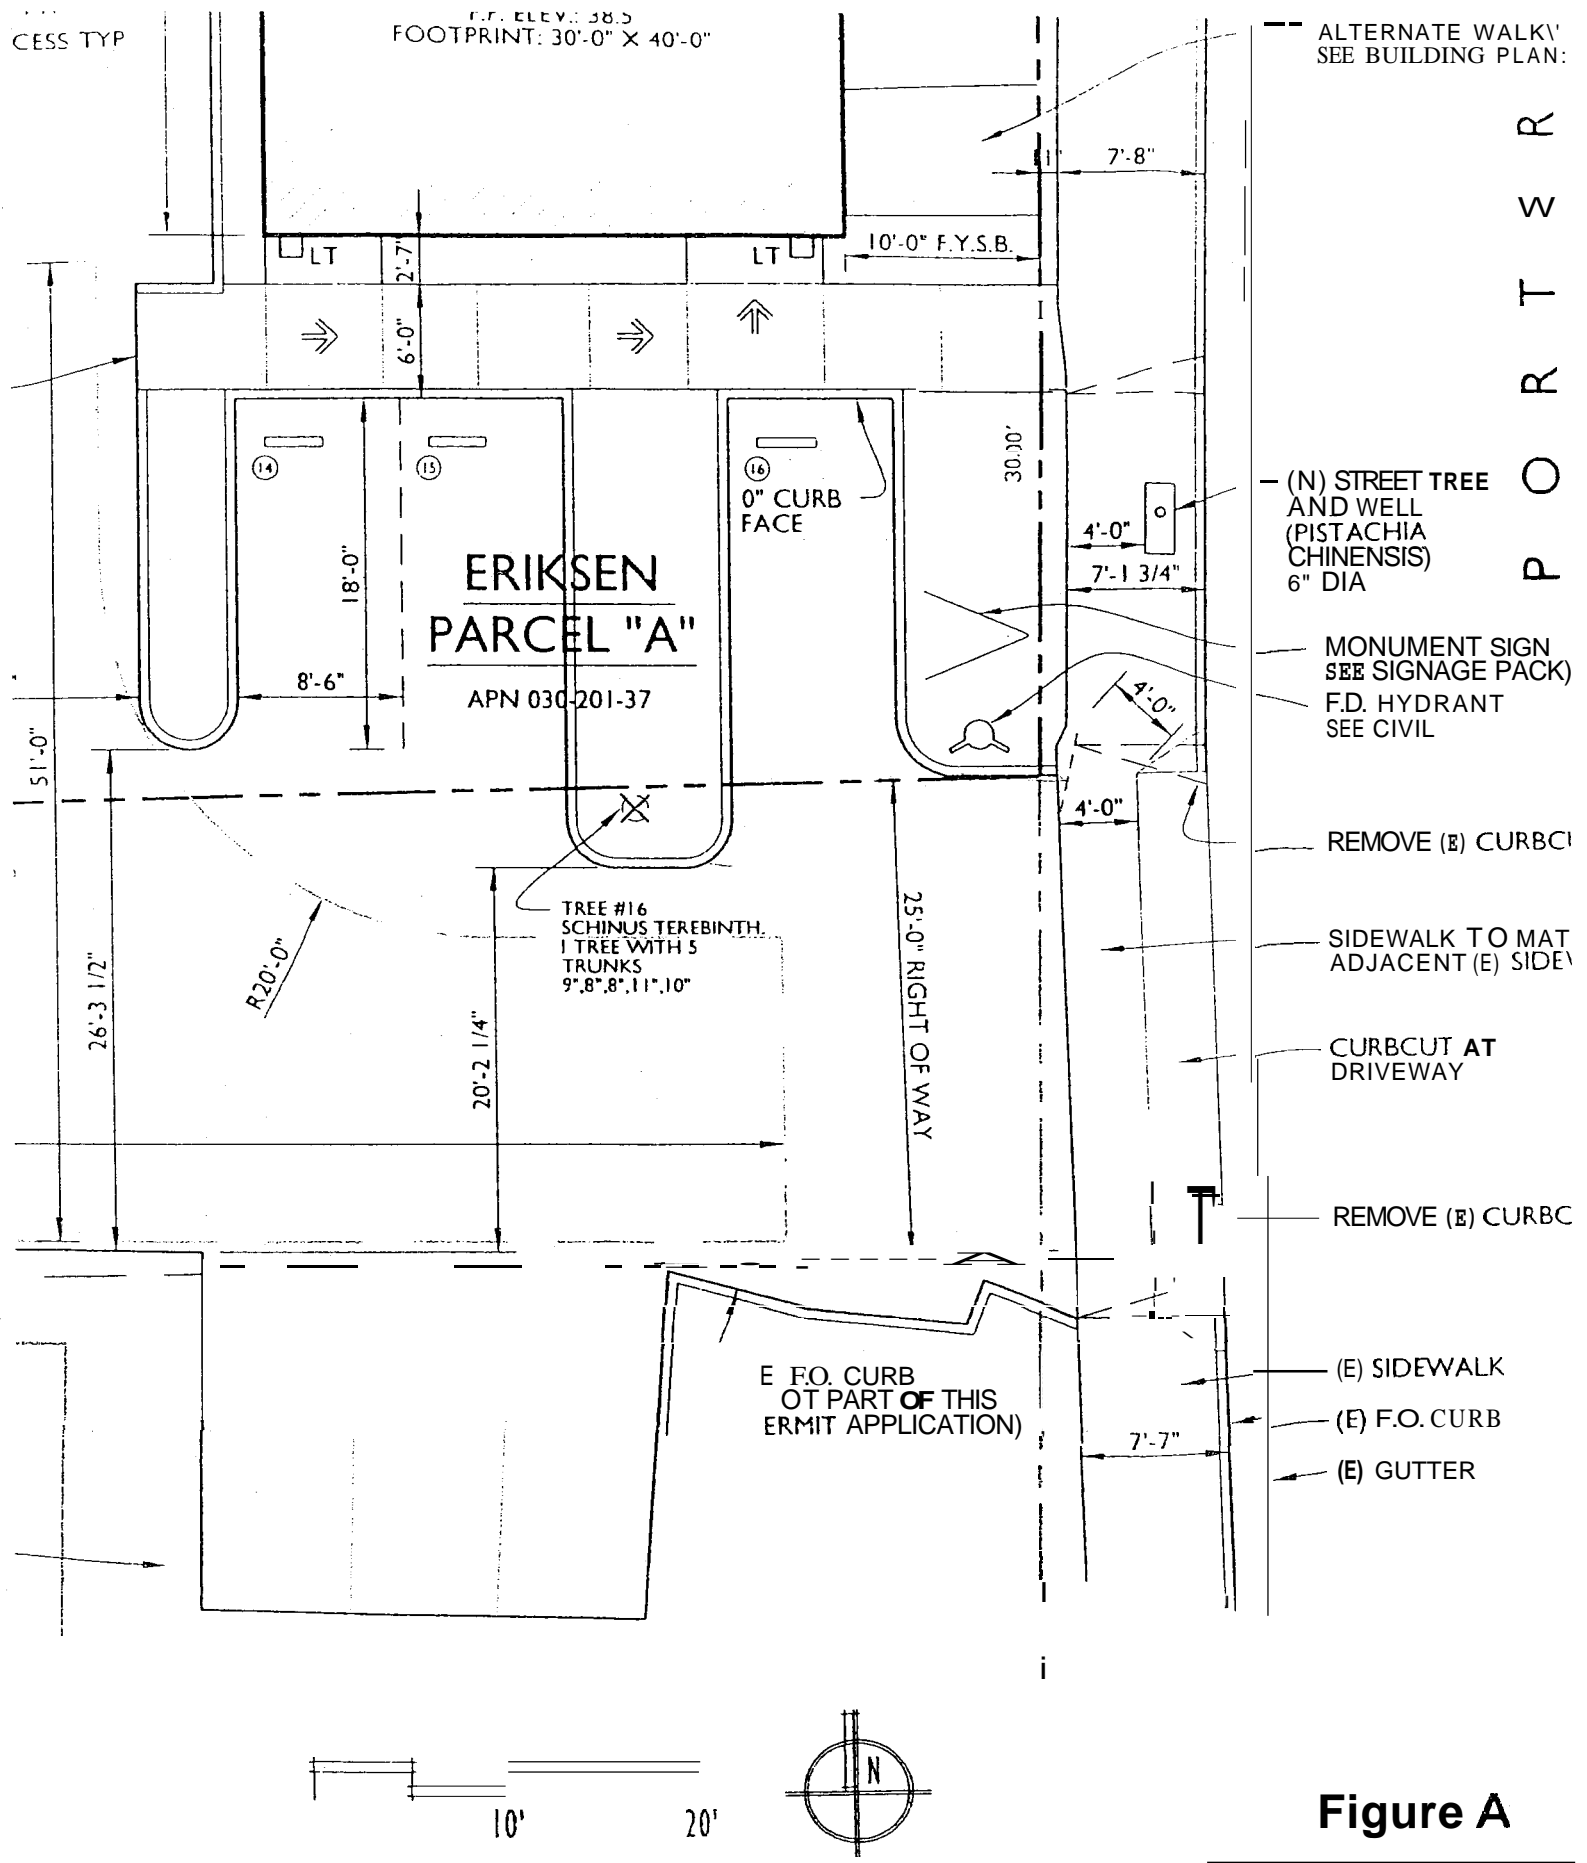 CESS TYP
F.F. ELEV.: 38.5
FOOTPRINT: 30'-0" X 40'-0"
ALTERNATE
SEE BUILDING PLAN:
1"
7'-8"
LT
LT
2'-7"
10'-0" F.Y.S.B.
6'-0"
14
15
16
0" CURB
FACE
30.00'
(N) STREET TREE
AND WELL
(PISTACHIA
CHINENSIS)
6" DIA
4'-0"
7'-1 3/4"
18'-0"
ERIKSEN
PARCEL "A"
APN 030-201-37
8'-6"
51'-0"
MONUMENT SIGN
SEE SIGNAGE PACK)
F.D. HYDRANT
SEE CIVIL
4'-0"
4'-0"
REMOVE (E)
TREE #16
SCHINUS TEREBINTH.
1 TREE WITH 5
TRUNKS
9",8",8",11",10"
25'-0" RIGHT OF WAY
R20'-0"
26'-3 1/2"
20'-2 1/4"
SIDEWALK TO MAT
ADJACENT (E)
CURBCUT AT
DRIVEWAY
REMOVE (E) CURBC
E F.O. CURB
OT PART OF THIS
ERMIT APPLICATION)
(E) SIDEWALK
(E) F.O. CURB
7'-7"
(E) GUTTER
PORTER
W
10'
20'
N
Figure A